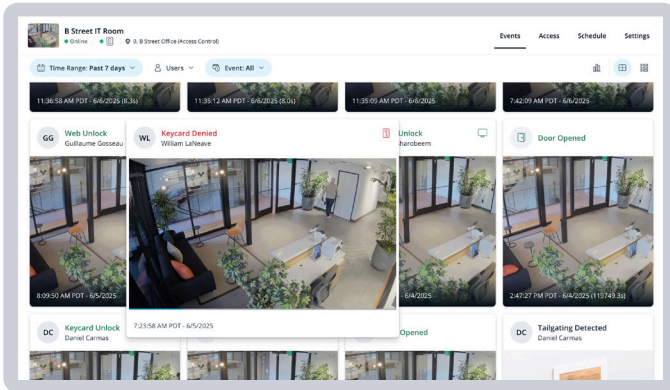 B Street IT Room
Online
0, B Street Office (Access Control)
Events
Access
Schedule
Settings
Time Range: Past 7 days
Users
Event: All
11:36:58 AM PDT - 6/6/2025 (8.3s)
11:35:12 AM PDT - 6/6/2025 (8.0s)
11:35:09 AM PDT - 6/6/2025
7:42:09 AM PDT - 6/6/2025
GG
Web Unlock
Guillaume Gosseau
WL
Keycard Denied
William LaNeave
Unlock
harobeem
Door Opened
8:09:50 AM PDT - 6/5/2025
7:23:58 AM PDT - 6/5/2025
- 6/4/2025
2:47:27 PM PDT - 6/4/2025 (119749.3s)
DC
Keycard Unlock
Daniel Carmas
Opened
DC
Tailgating Detected
Daniel Carmas